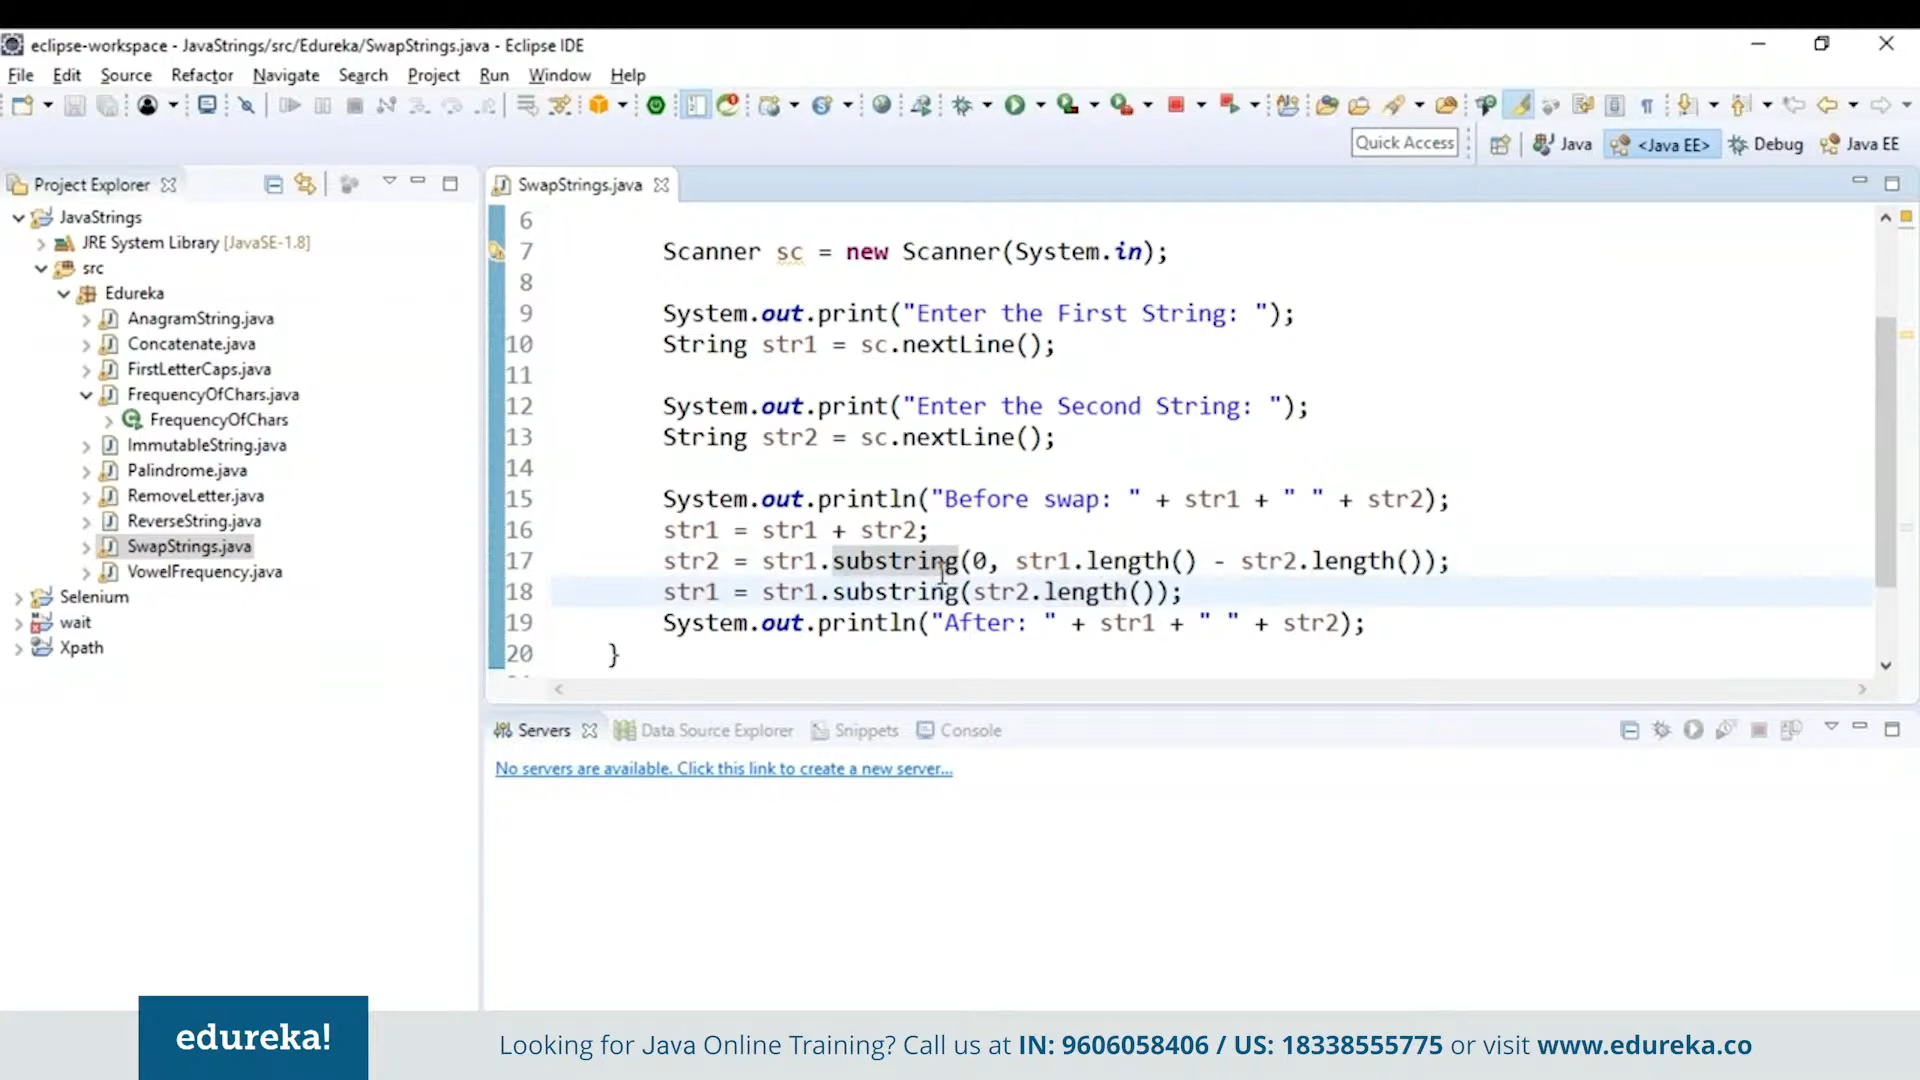 eclipse-workspace - JavaStrings/src/Edureka/SwapStrings.java - Eclipse IDE
File Edit Source Refactor Navigate Search Project Run Window Help
Quick Access Java <Java EE> Debug Java EE
Project Explorer
JavaStrings
JRE System Library [JavaSE-1.8]
src
Edureka
AnagramString.java
Concatenate.java
FirstLetterCaps.java
FrequencyOfChars.java
FrequencyOfChars
ImmutableString.java
Palindrome.java
RemoveLetter.java
ReverseString.java
SwapStrings.java
VowelFrequency.java
Selenium
wait
Xpath
SwapStrings.java
6
7 Scanner sc = new Scanner(System.in);
8
9 System.out.print("Enter the First String: ");
10 String str1 = sc.nextLine();
11
12 System.out.print("Enter the Second String: ");
13 String str2 = sc.nextLine();
14
15 System.out.println("Before swap: " + str1 + " " + str2);
16 str1 = str1 + str2;
17 str2 = str1.substring(0, str1.length() - str2.length());
18 str1 = str1.substring(str2.length());
19 System.out.println("After: " + str1 + " " + str2);
20 }
Servers Data Source Explorer Snippets Console
No servers are available. Click this link to create a new server...
edureka!
Looking for Java Online Training? Call us at IN: 9606058406 / US: 18338555775 or visit www.edureka.co